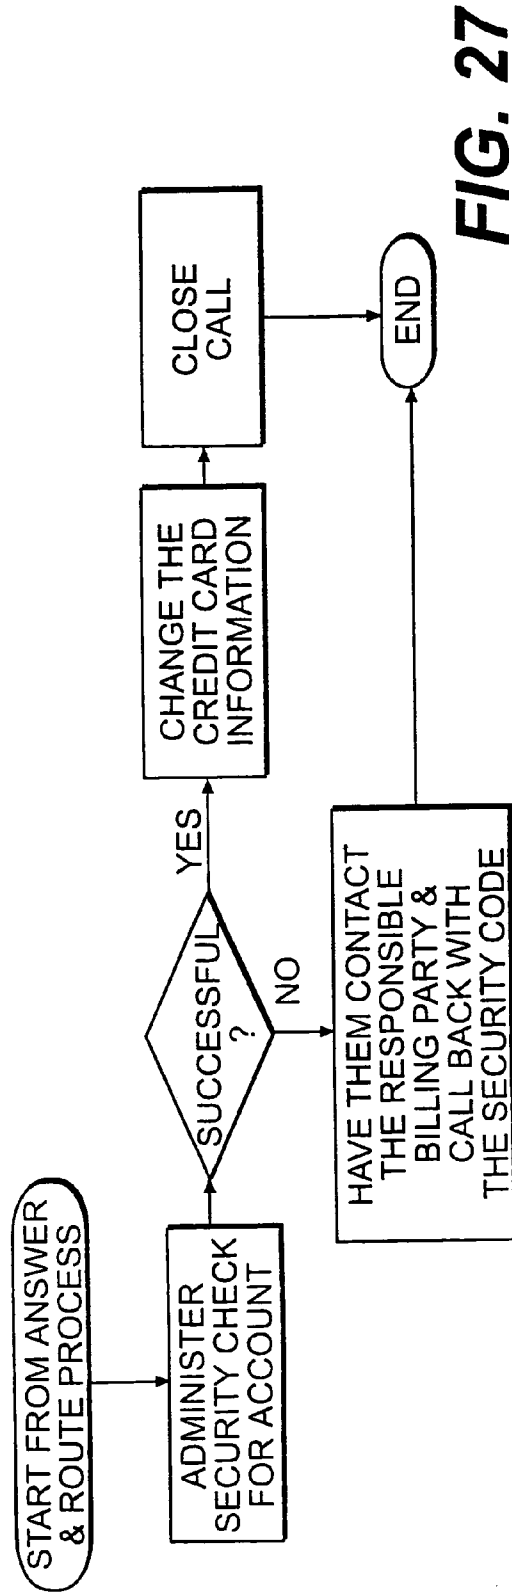 START FROM ANSWER
& ROUTE PROCESS
ADMINISTER
SECURITY CHECK
FOR ACCOUNT
SUCCESSFUL
?
YES
NO
CHANGE THE
CREDIT CARD
INFORMATION
CLOSE
CALL
HAVE THEM CONTACT
THE RESPONSIBLE
BILLING PARTY &
CALL BACK WITH
THE SECURITY CODE
END
FIG. 27